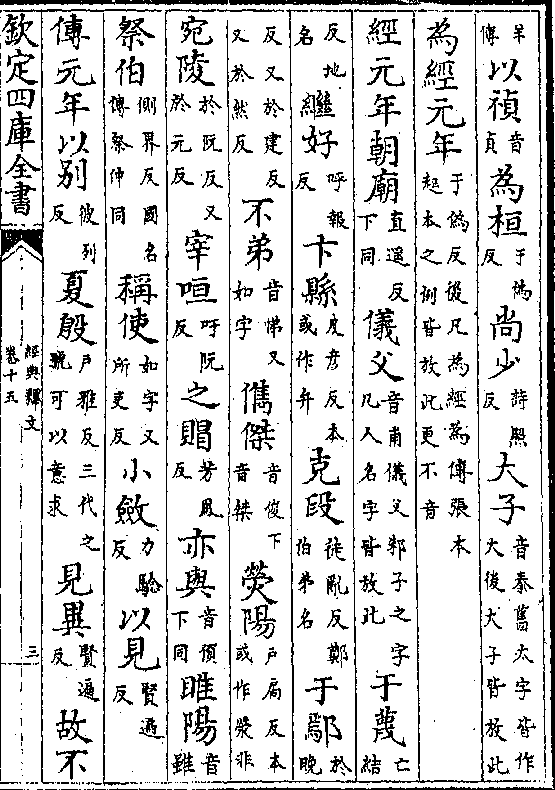 羊傳以禎音貞為桓于偽反尚少詩照反大子音泰舊太字皆作大後大子皆放此
為經元年于偽反後凡為經為傳張本起本之例皆放此更不音
經元年朝廟直遥反下同儀父音甫儀父邾子之字凡人名字皆放此于蔑亡結
反地名繼好呼報反卞縣皮彦反本或作弁克段徒亂反鄭伯弟名于鄢於晚
反又於建反又於然反不弟音悌又如字儁傑音俊下音桀熒陽户扃反本或作滎非
宛陵於阮反又於元反宰咺吁阮反之賵芳鳳反亦與音預下同睢陽音雖
祭伯側界反國名傳祭仲同稱使如字又所吏反小斂力驗反以見賢遍反
傳元年以别彼列反夏殷户雅反三代之號可以意求見異賢遍反故不
欽定四庫全書
經典釋文
卷十五
三